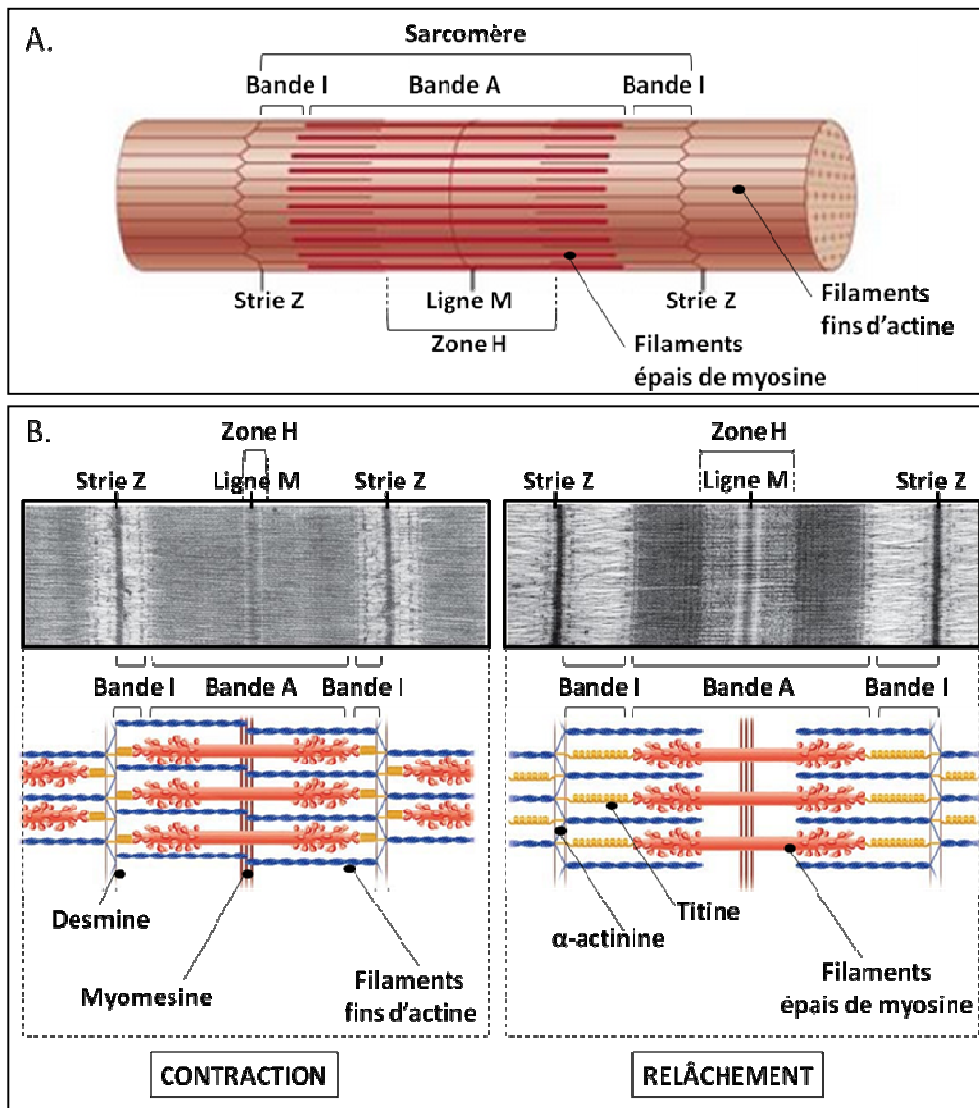 A.
Sarcomère
Bande I Bande A Bande I
Strie Z Ligne M Strie Z
Zone H
Filaments
épais de myosine
Filaments
fins d'actine
B.
Zone H
Strie Z Ligne M Strie Z
Bande I Bande A Bande I
Desmine
Myomesine
Filaments
fins d'actine
CONTRACTION
Zone H
Strie Z Ligne M Strie Z
Bande I Bande A Bande I
Titine
α-actinine
Filaments
épais de myosine
RELÂCHEMENT